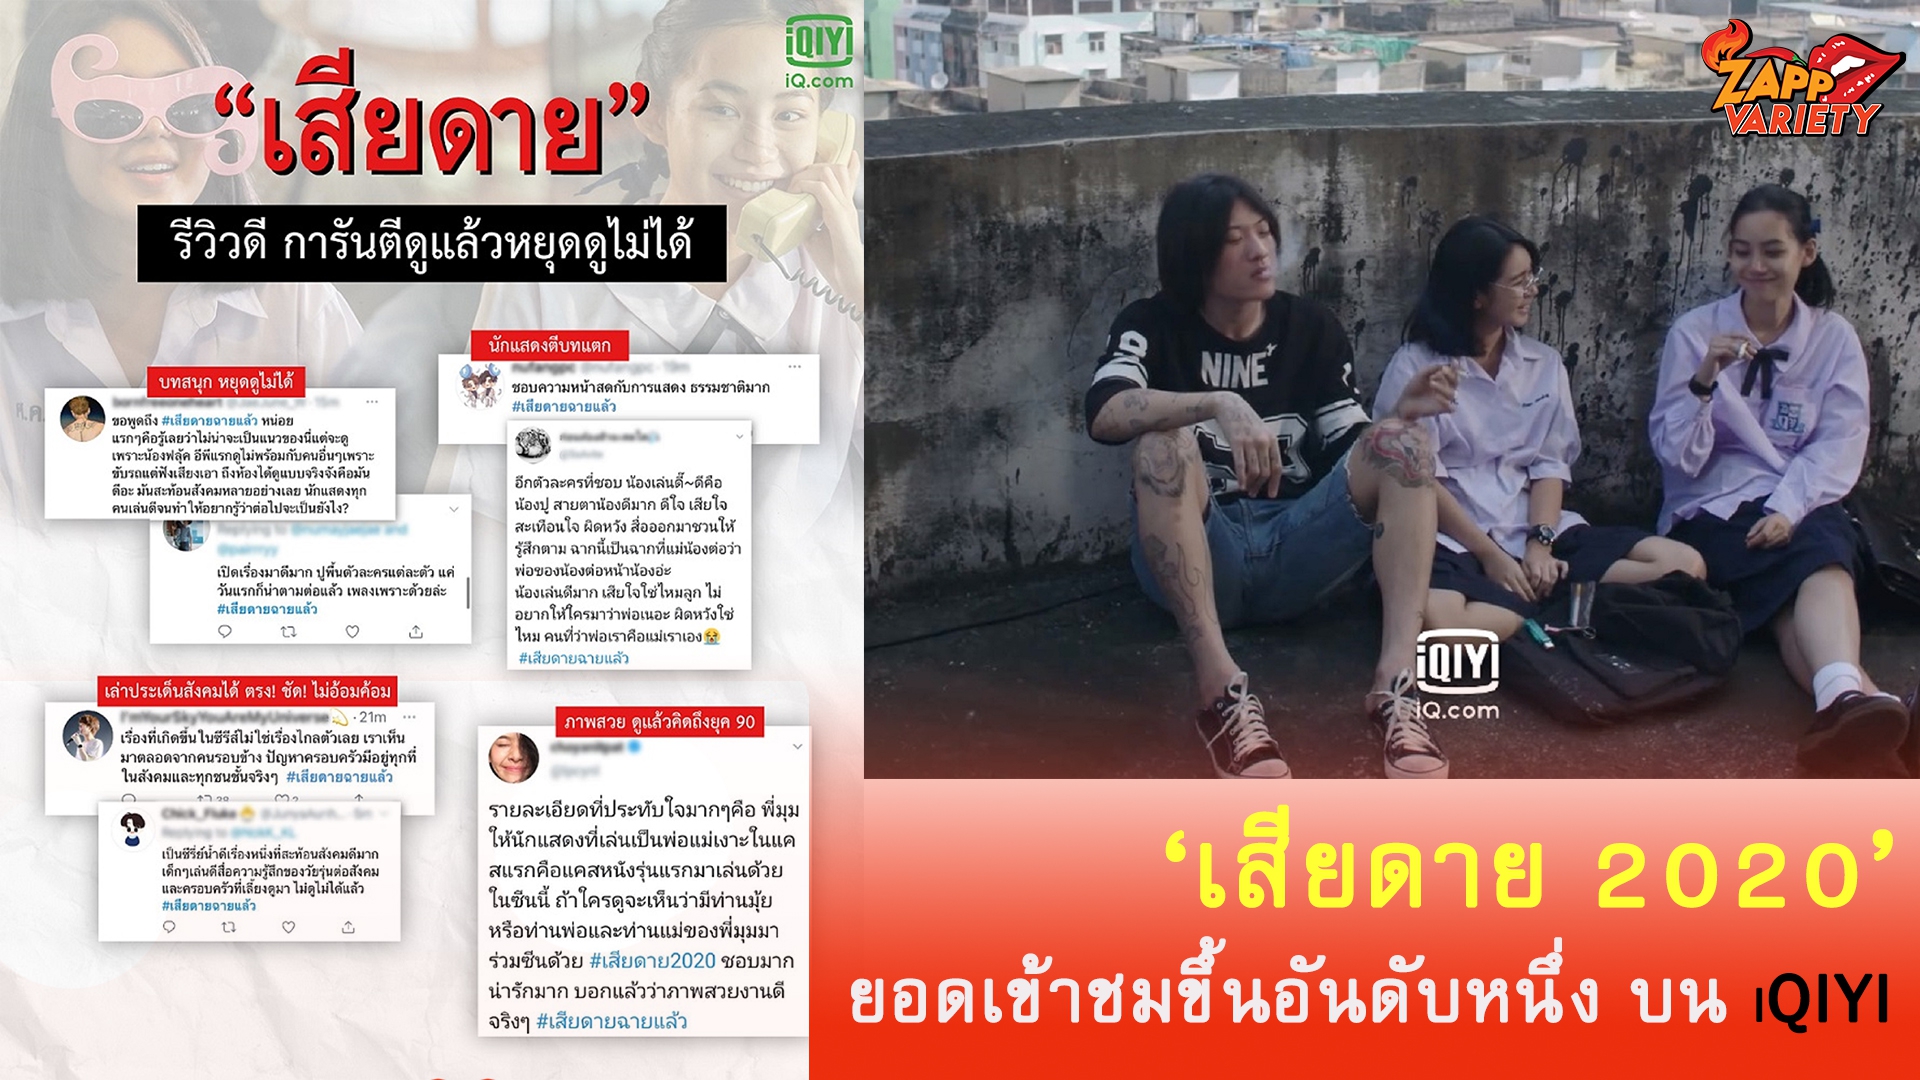 iQIYI
iQ.com
“เสียดาย”
รีวิวดี การันตีดูแล้วหยุดดูไม่ได้
บทสนุก หยุดดูไม่ได้
ขอพูดถึง #เสียดายฉายแล้ว หน่อย
แรกๆคือรู้เลยว่าไม่น่าจะเป็นแนวของนี่แต่จะดู
เพราะน้องฟลุ้ค อีพีแรกดูไม่พร้อมกับคนอื่นๆเพราะ
ขับรถแต่ฟังเสียงเอา ถึงห้องได้ดูแบบจริงจังคือมัน
ดีอะ มันสะท้อนสังคมหลายอย่างเลย นักแสดงทุก
คนเล่นดีจนทำให้อยากรู้ว่าต่อไปจะเป็นยังไง?
เปิดเรื่องมาดีมาก ปูพื้นตัวละครแต่ละตัว แค่
วันแรกก็น่าตามต่อแล้ว เพลงเพราะด้วยล่ะ
#เสียดายฉายแล้ว
นักแสดงตีบทแตก
ชอบความหน้าสดกับการแสดง ธรรมชาติมาก
#เสียดายฉายแล้ว
อีกตัวละครที่ชอบ น้องเล่นดี๊~ดีคือ
น้องปู สายตาน้องดีมาก ดีใจ เสียใจ
สะเทือนใจ ผิดหวัง สื่อออกมาชวนให้
รู้สึกตาม ฉากนี้เป็นฉากที่แม่น้องต่อว่า
พ่อของน้องต่อหน้าน้องอ่ะ
น้องเล่นดีมาก เสียใจใช่ไหมลูก ไม่
อยากให้ใครมาว่าพ่อเนอะ ผิดหวังใช่
ไหม คนที่ว่าพ่อเราคือแม่เราเอง😭
#เสียดายฉายแล้ว
เล่าประเด็นสังคมได้ ตรง! ชัด! ไม่อ้อมค้อม
I'mYourSkyYouAreMyUniverse💫 · 21m
เรื่องที่เกิดขึ้นในซีรีส์ไม่ใช่เรื่องไกลตัวเลย เราเห็น
มาตลอดจากคนรอบข้าง ปัญหาครอบครัวมีอยู่ทุกที่
ในสังคมและทุกชนชั้นจริงๆ #เสียดายฉายแล้ว
เป็นซีรี่ย์น้ำดีเรื่องหนึ่งที่สะท้อนสังคมดีมาก
เด็กๆเล่นดีสื่อความรู้สึกของวัยรุ่นต่อสังคม
และครอบครัวที่เลี้ยงดูมา ไม่ดูไม่ได้แล้ว
#เสียดายฉายแล้ว
ภาพสวย ดูแล้วคิดถึงยุค 90
รายละเอียดที่ประทับใจมากๆคือ พี่มุม
ให้นักแสดงที่เล่นเป็นพ่อแม่เงาะในแค
สแรกคือแคสหนังรุ่นแรกมาเล่นด้วย
ในซีนนี้ ถ้าใครดูจะเห็นว่ามีท่านมุ้ย
หรือท่านพ่อและท่านแม่ของพี่มุมมา
ร่วมซีนด้วย #เสียดาย2020 ชอบมาก
น่ารักมาก บอกแล้วว่าภาพสวยงานดี
จริงๆ #เสียดายฉายแล้ว
ZAPP
VARIETY
NINE
iQIYI
iQ.com
‘เสียดาย 2020’
ยอดเข้าชมขึ้นอันดับหนึ่ง บน iQIYI